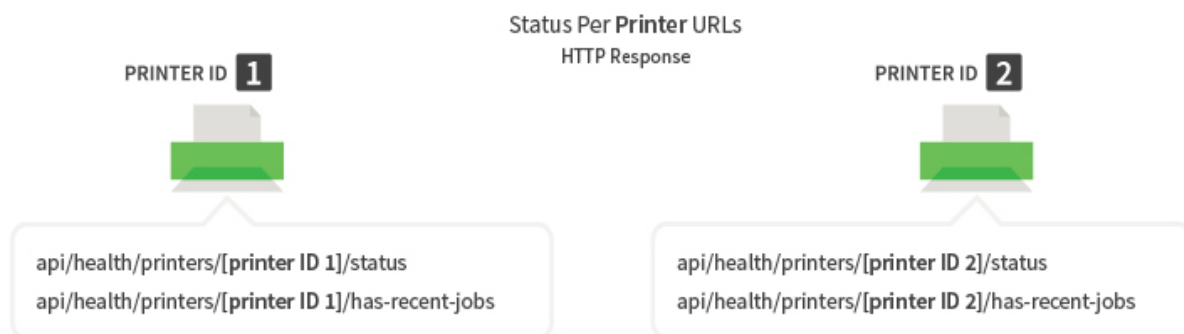 Status Per Printer URLs
HTTP Response
PRINTER ID 1
api/health/printers/[printer ID 1]/status
api/health/printers/[printer ID 1]/has-recent-jobs
PRINTER ID 2
api/health/printers/[printer ID 2]/status
api/health/printers/[printer ID 2]/has-recent-jobs